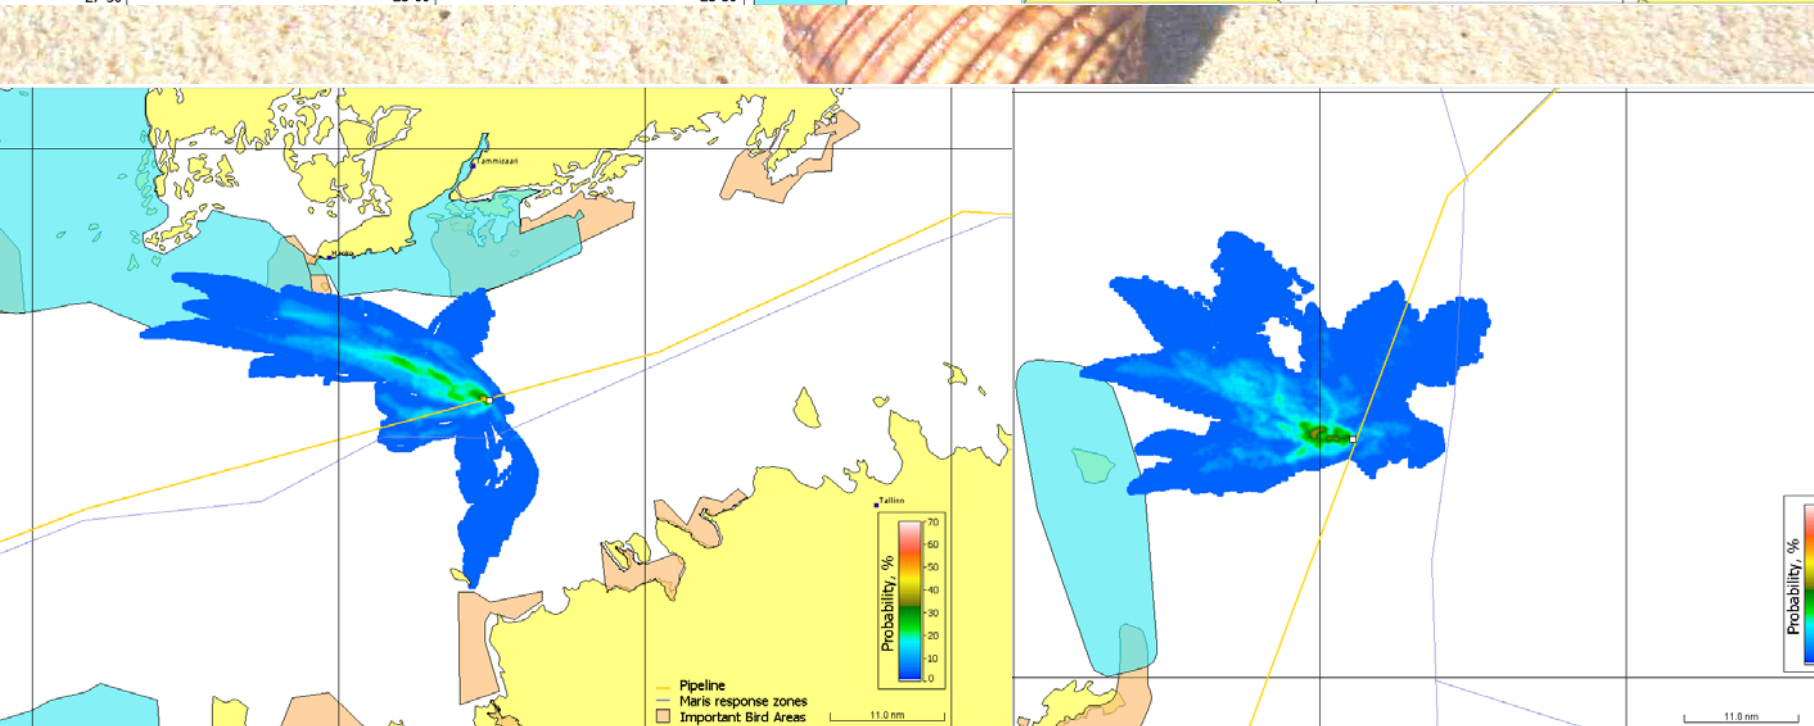 Tammisaari
Hanko
Tallinn
Probability, %
70
60
50
40
30
20
10
0
Pipeline
Maris response zones
Important Bird Areas
11.0 nm
Probability, %
11.0 nm